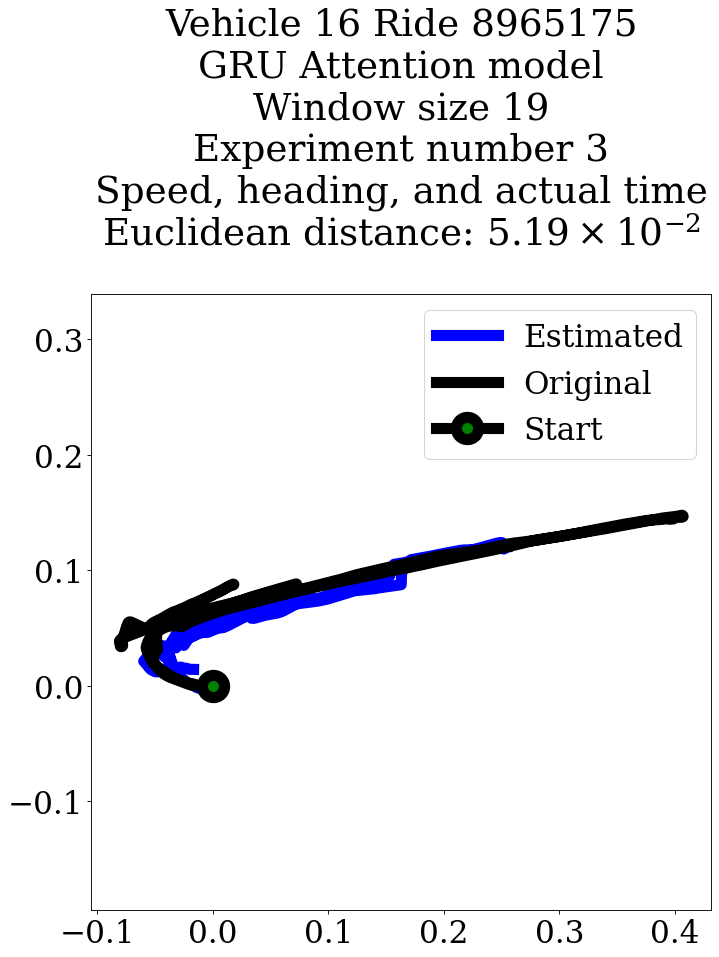 Vehicle 16 Ride 8965175
GRU Attention model
Window size 19
Experiment number 3
Speed, heading, and actual time
Euclidean distance: 5.19 × 10⁻²
Estimated
Original
Start
0.3
0.2
0.1
0.0
−0.1
−0.1 0.0 0.1 0.2 0.3 0.4